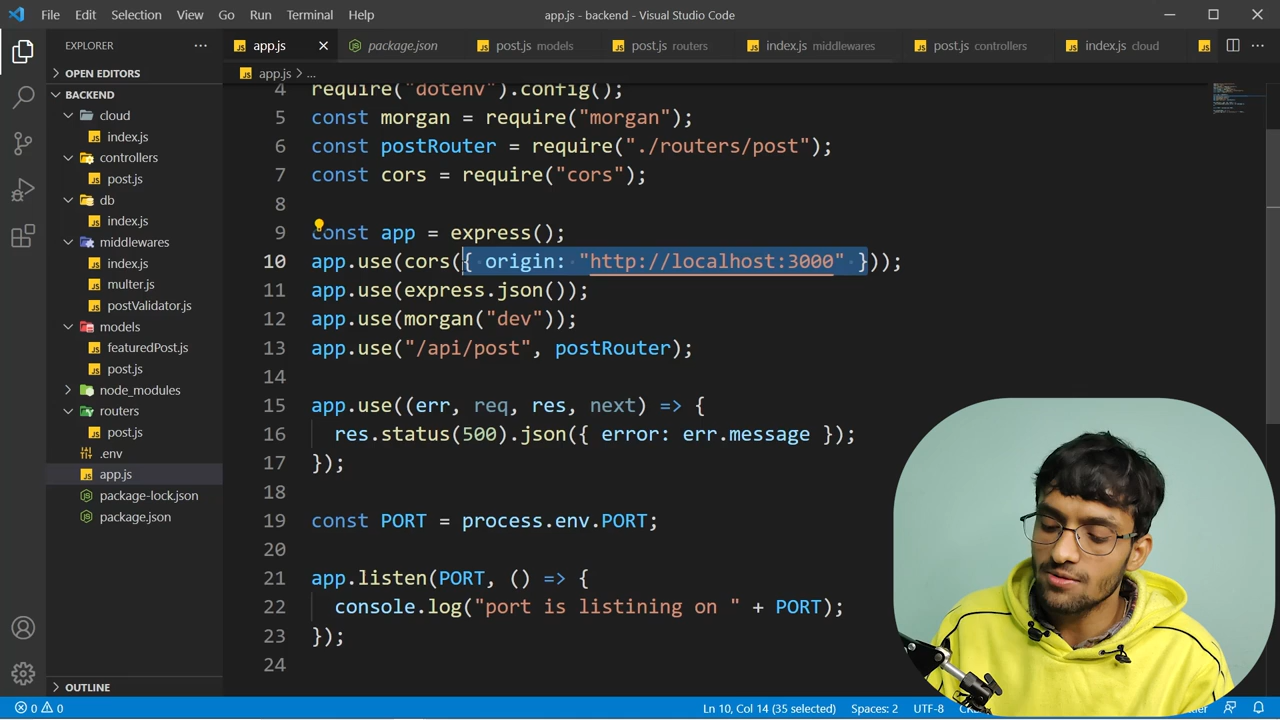 File Edit Selection View Go Run Terminal Help app.js - backend - Visual Studio Code
EXPLORER ...
app.js package.json post.js models post.js routers index.js middlewares post.js controllers index.js cloud
OPEN EDITORS
app.js > ...
BACKEND
cloud
index.js
controllers
post.js
db
index.js
middlewares
index.js
multer.js
postValidator.js
models
featuredPost.js
post.js
node_modules
routers
post.js
.env
app.js
package-lock.json
package.json
OUTLINE
4 require("dotenv").config();
5 const morgan = require("morgan");
6 const postRouter = require("./routers/post");
7 const cors = require("cors");
8
9 const app = express();
10 app.use(cors({ origin: "http://localhost:3000" }));
11 app.use(express.json());
12 app.use(morgan("dev"));
13 app.use("/api/post", postRouter);
14
15 app.use((err, req, res, next) => {
16 res.status(500).json({ error: err.message });
17 });
18
19 const PORT = process.env.PORT;
20
21 app.listen(PORT, () => {
22 console.log("port is listining on " + PORT);
23 });
24
0 0 Ln 10, Col 14 (35 selected) Spaces: 2 UTF-8